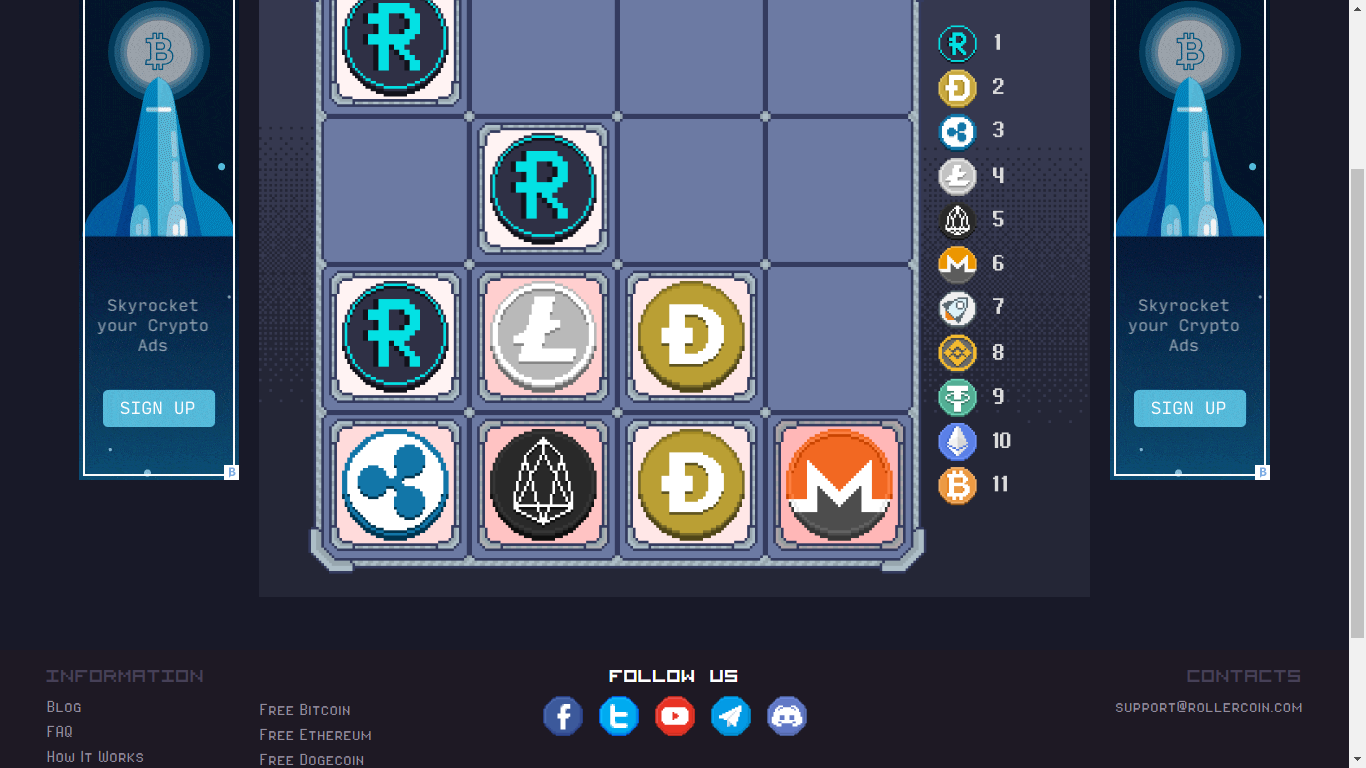 1
2
3
4
5
6
7
8
9
10
11
Skyrocket
your Crypto
Ads
SIGN UP
Skyrocket
your Crypto
Ads
SIGN UP
INFORMATION
Blog
FAQ
How It Works
Free Bitcoin
Free Ethereum
Free Dogecoin
FOLLOW US
CONTACTS
support@rollercoin.com